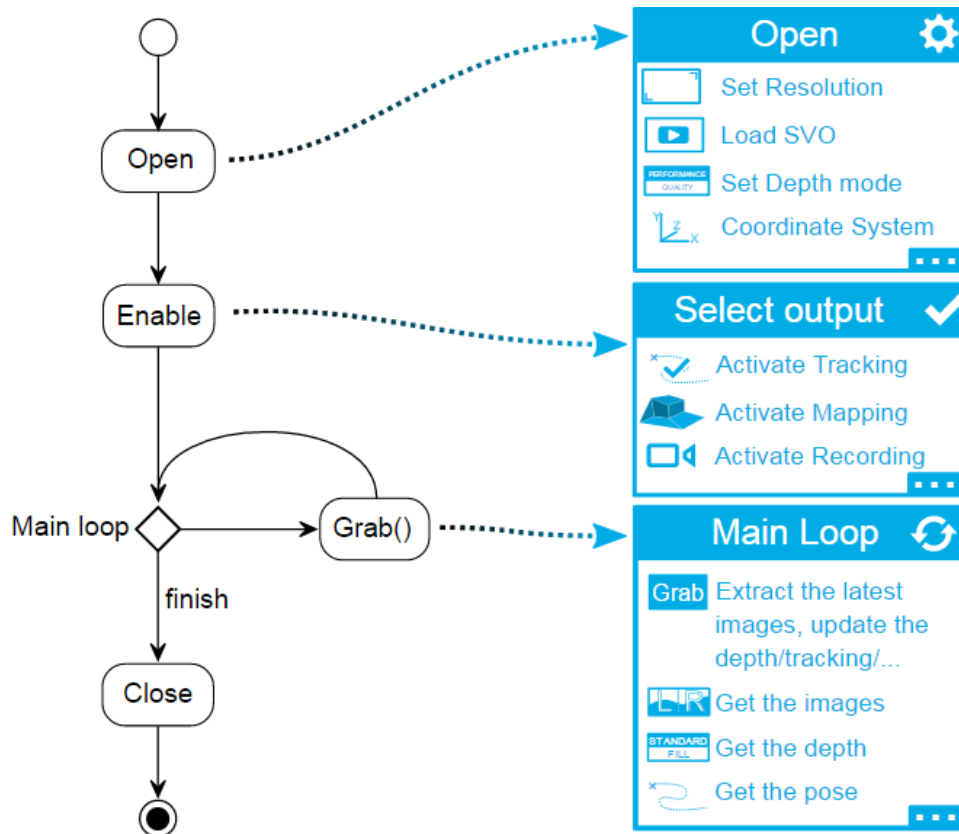 Open
Enable
Main loop
Grab()
finish
Close
Open
Set Resolution
Load SVO
PERFORMANCE
QUALITY
Set Depth mode
Y
Z
X
Coordinate System
Select output
Activate Tracking
Activate Mapping
Activate Recording
Main Loop
Grab
Extract the latest
images, update the
depth/tracking/...
L R
Get the images
STANDARD
FILL
Get the depth
Get the pose